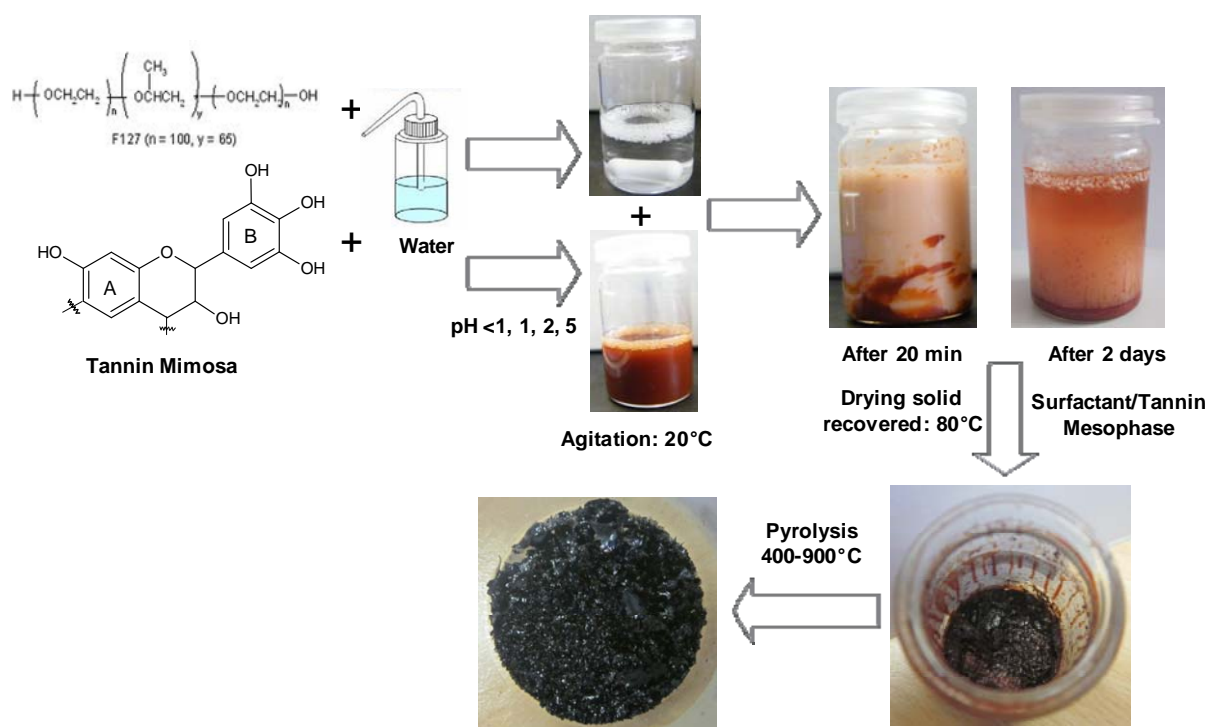 CH₃
H—(OCH₂CH₂)ₙ—(OCHCH₂)ᵧ—(OCH₂CH₂)ₙ—OH
F127 (n = 100, y = 65)
+
OH
OH
HO
O
B
A
OH
OH
Tannin Mimosa
+
Water
pH <1, 1, 2, 5
+
Agitation: 20°C
After 20 min
After 2 days
Drying solid
recovered: 80°C
Surfactant/Tannin
Mesophase
Pyrolysis
400-900°C